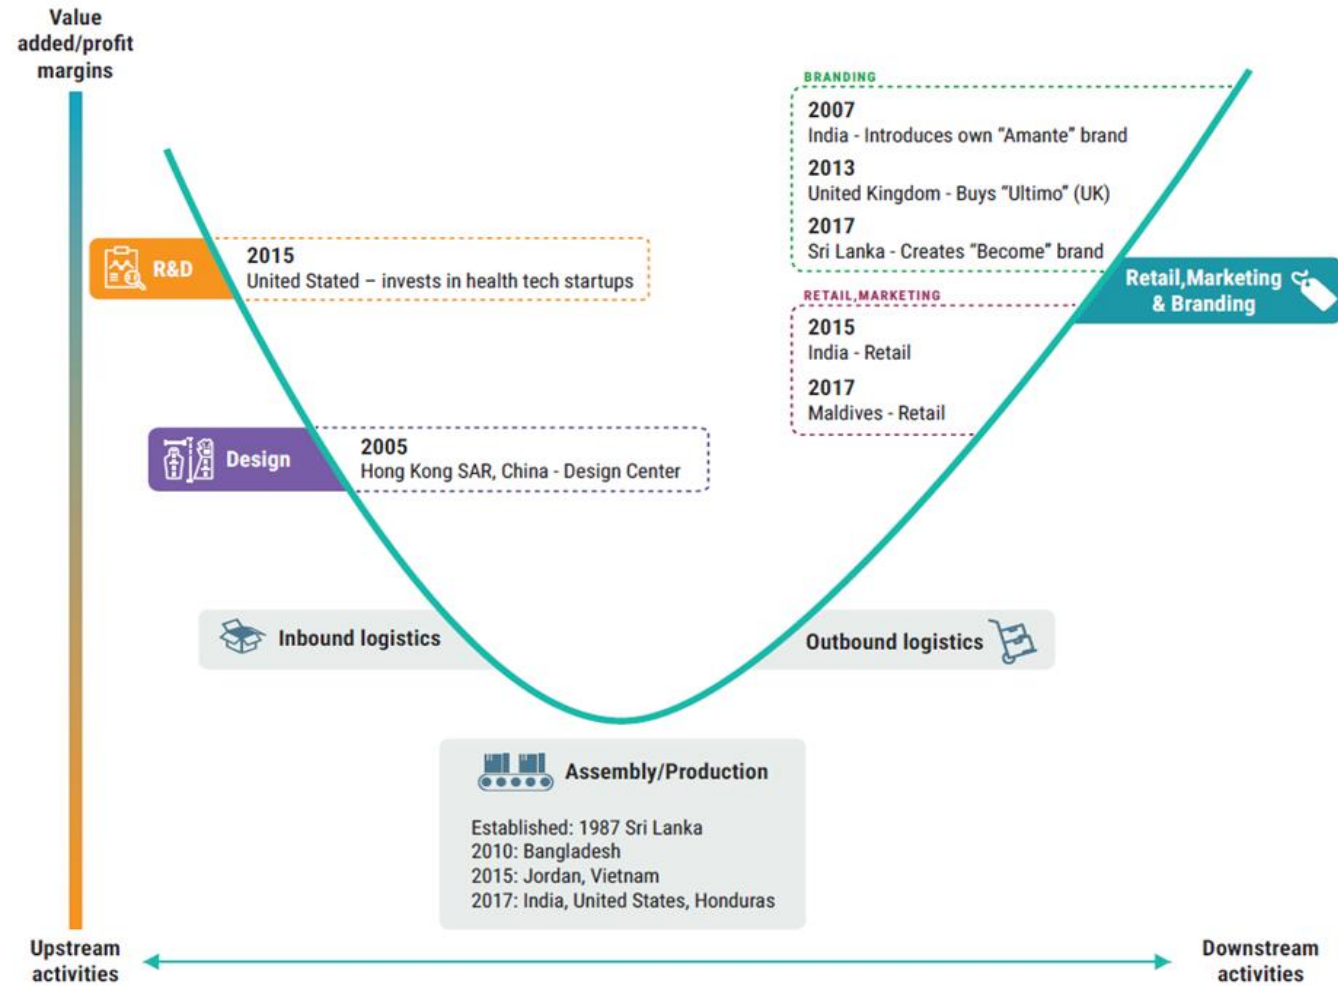 Value
added/profit
margins
BRANDING
2007
India - Introduces own “Amante” brand
2013
United Kingdom - Buys “Ultimo” (UK)
2017
Sri Lanka - Creates “Become” brand
Retail,Marketing
& Branding
RETAIL,MARKETING
2015
India - Retail
2017
Maldives - Retail
R&D
2015
United Stated – invests in health tech startups
Design
2005
Hong Kong SAR, China - Design Center
Inbound logistics
Outbound logistics
Assembly/Production
Established: 1987 Sri Lanka
2010: Bangladesh
2015: Jordan, Vietnam
2017: India, United States, Honduras
Upstream
activities
Downstream
activities